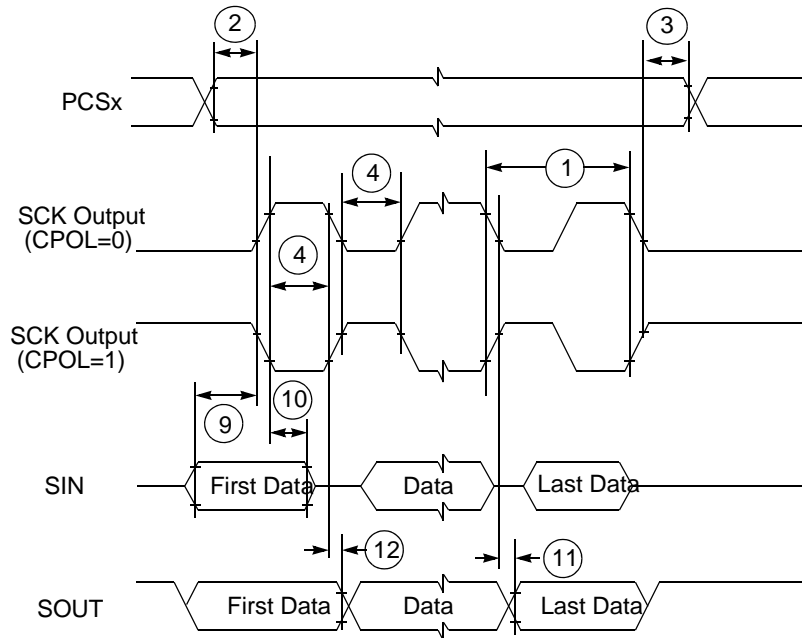 2
3
PCSx
4
1
SCK Output
(CPOL=0)
4
SCK Output
(CPOL=1)
9
10
SIN
First Data
Data
Last Data
12
11
SOUT
First Data
Data
Last Data